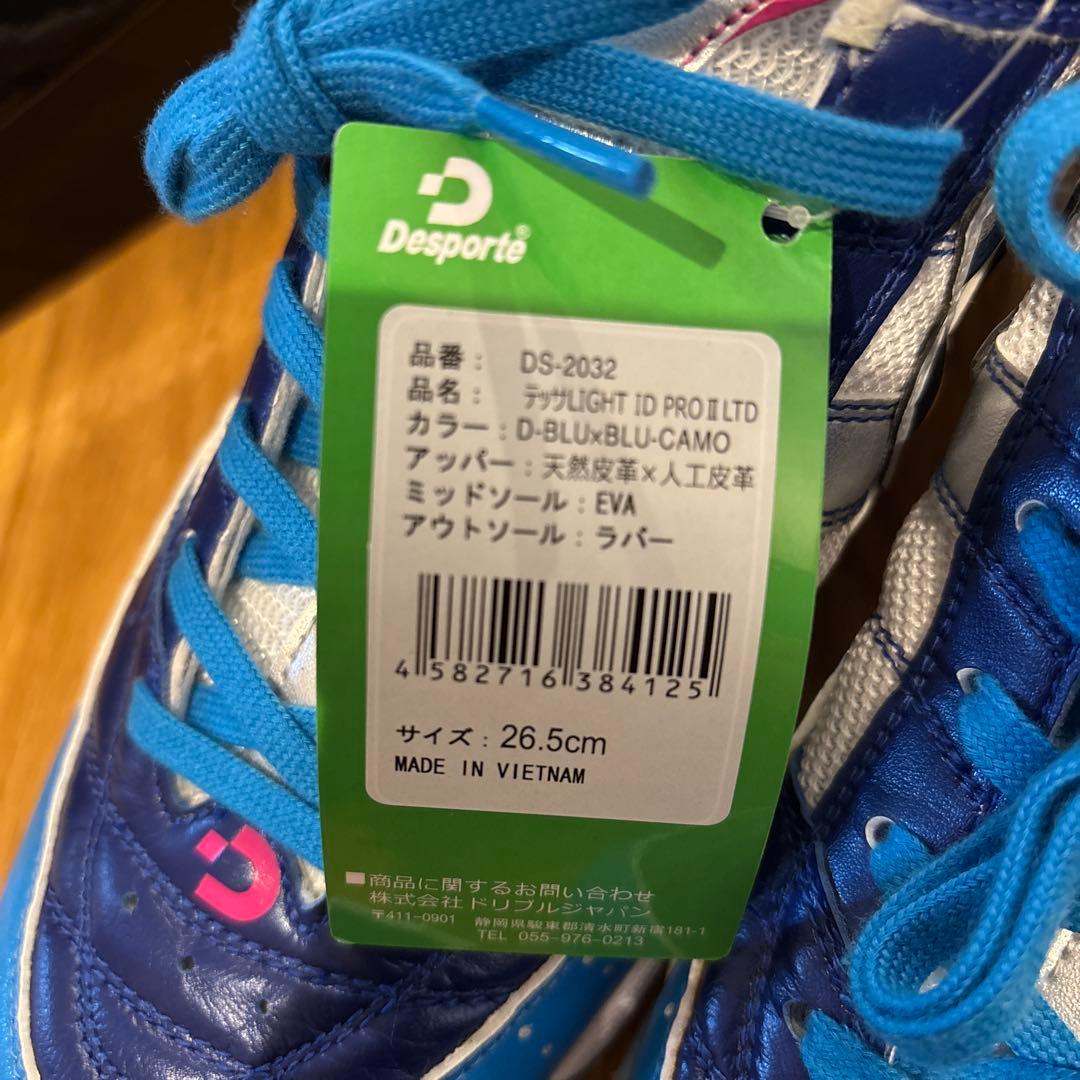 Desporte®
品番： DS-2032
品名： テッサLIGHT ID PROⅡLTD
カラー：D-BLU×BLU-CAMO
アッパー：天然皮革×人工皮革
ミッドソール：EVA
アウトソール：ラバー
4 582716 384125
サイズ：26.5cm
MADE IN VIETNAM
■商品に関するお問い合わせ
株式会社ドリブルジャパン
〒411-0901 静岡県駿東郡清水町新宿181-1
TEL 055-976-0213